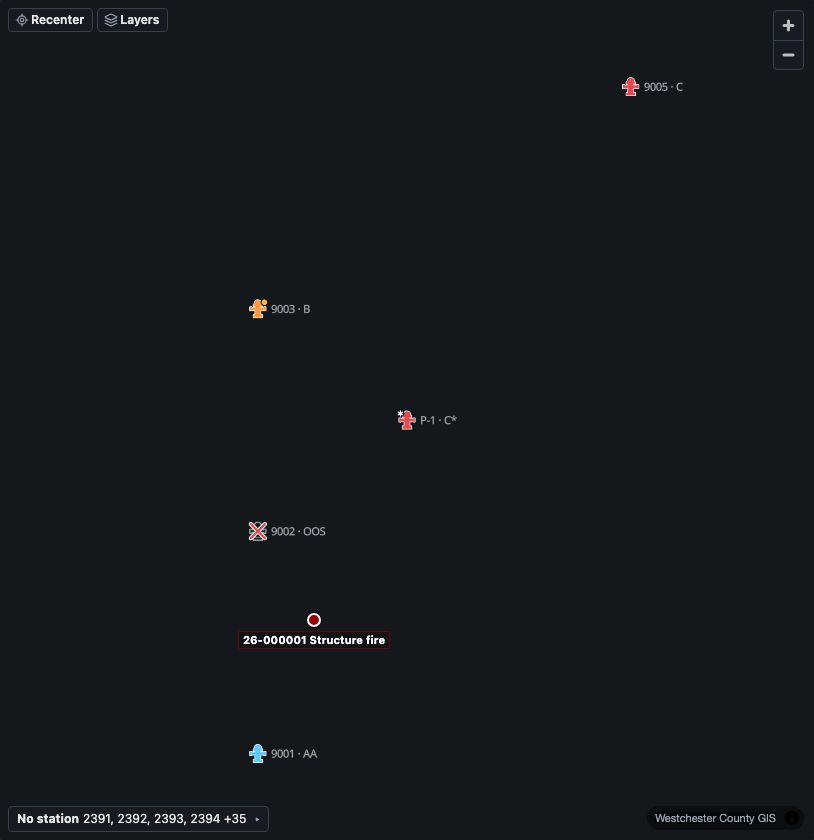 Recenter
Layers
+
−
9005 · C
9003 · B
P-1 · C*
9002 · OOS
26-000001 Structure fire
9001 · AA
No station 2391, 2392, 2393, 2394 +35
Westchester County GIS